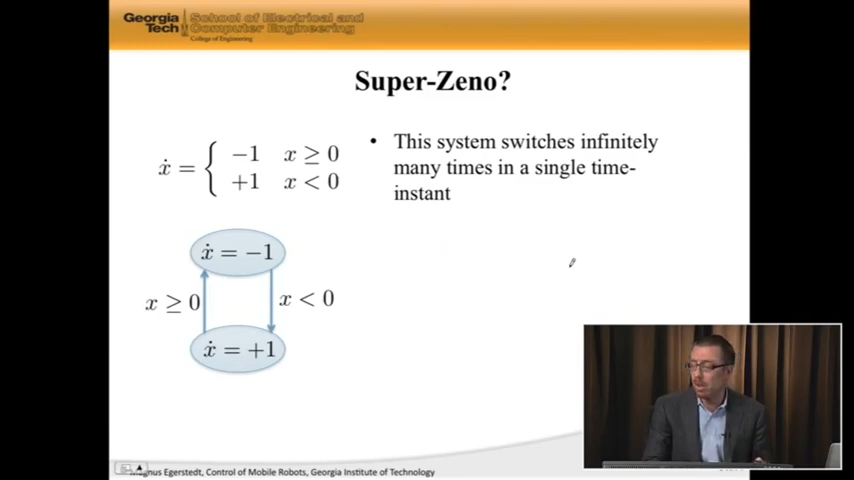 Georgia Tech
School of Electrical and Computer Engineering
College of Engineering
Super-Zeno?
ẋ = { −1 x ≥ 0
+1 x < 0
• This system switches infinitely
many times in a single time-
instant
ẋ = −1
x ≥ 0
x < 0
ẋ = +1
Magnus Egerstedt, Control of Mobile Robots, Georgia Institute of Technology